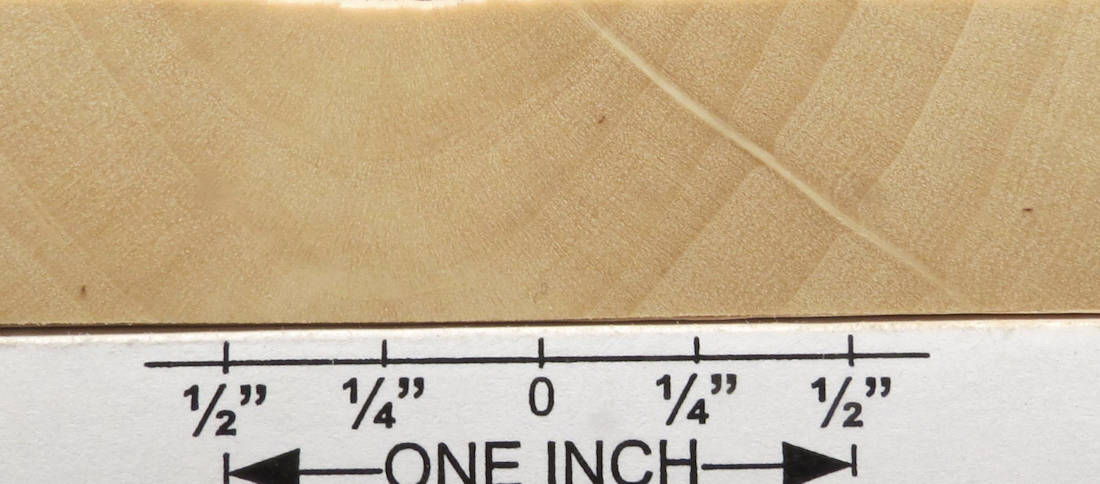 ½” ¼” 0 ¼” ½”
ONE INCH